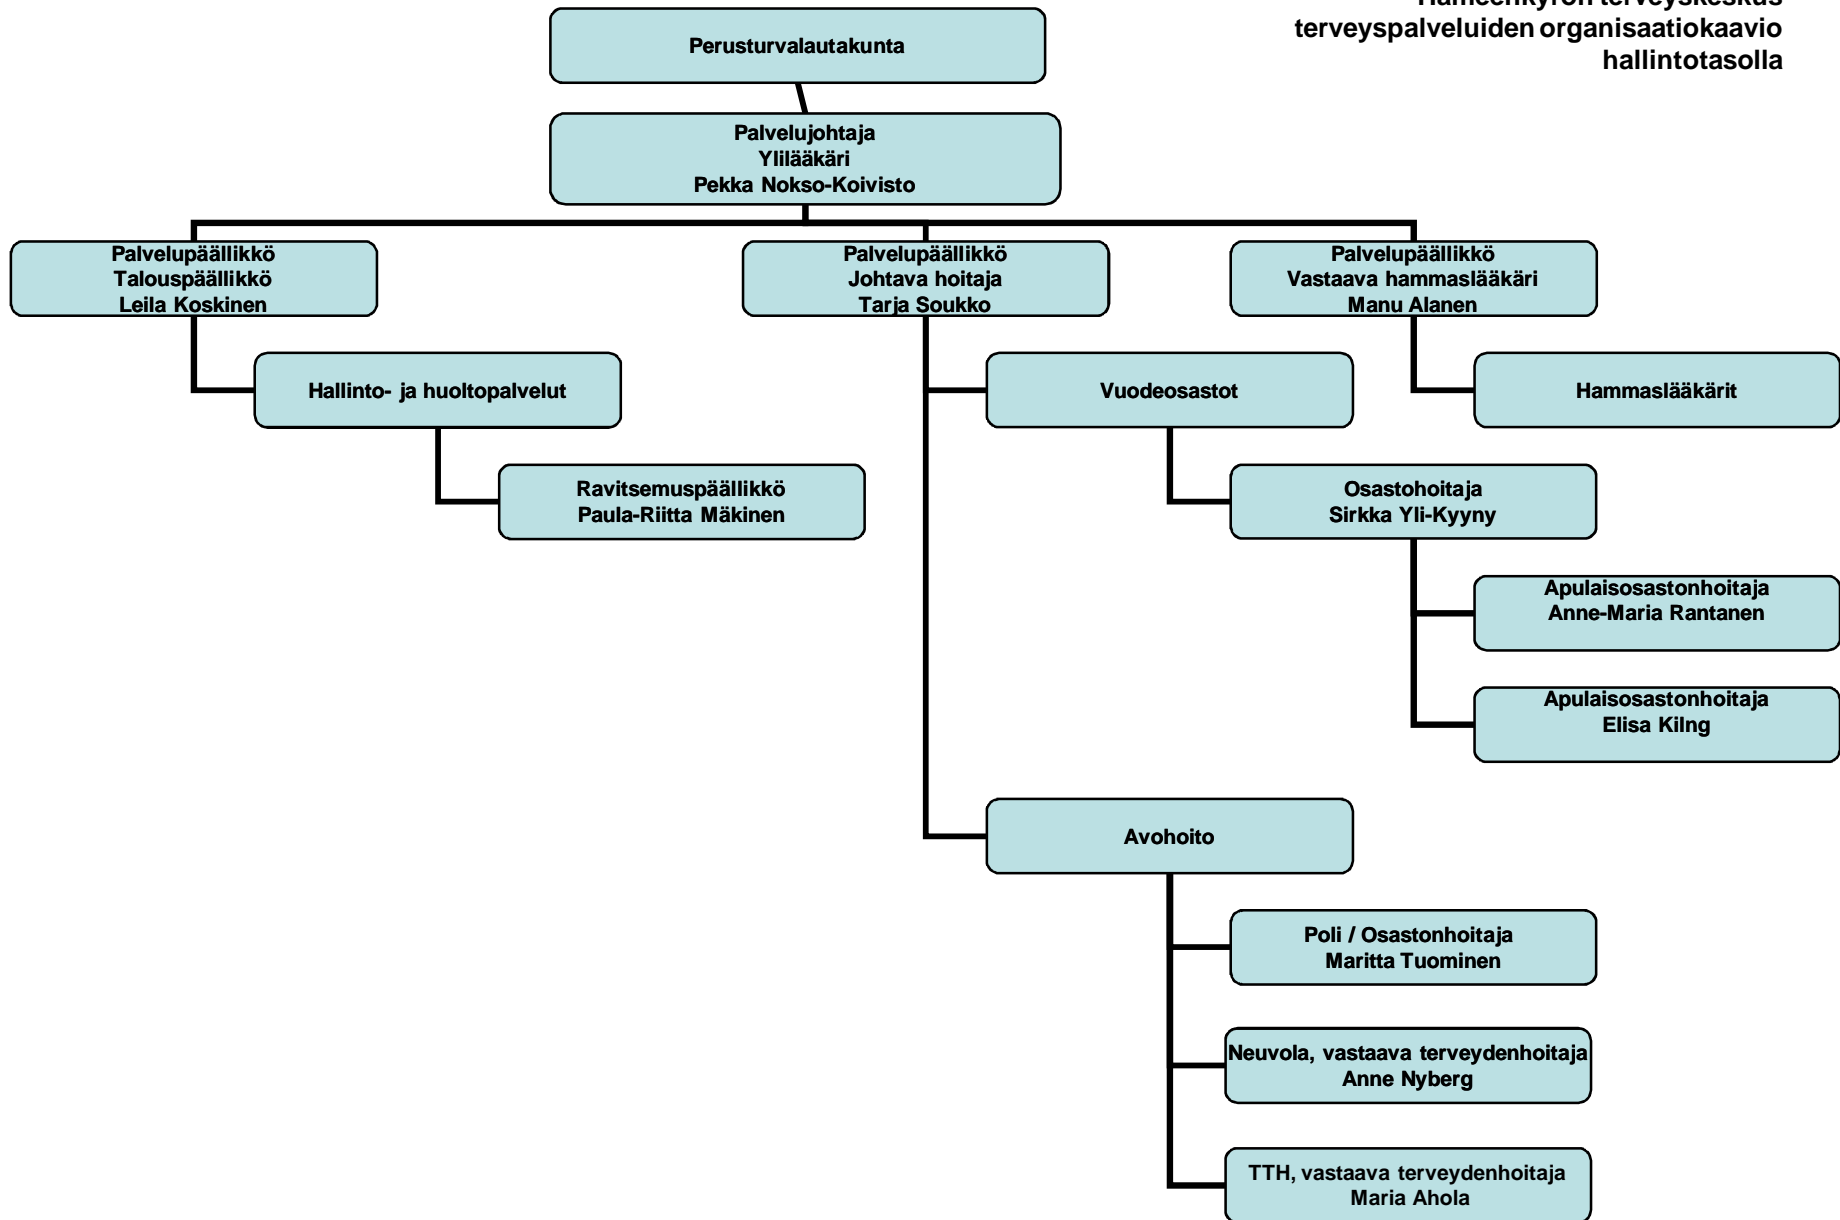 Hämeenkyrön terveyskeskus
terveyspalveluiden organisaatiokaavio
hallintotasolla
Perusturvalautakunta
Palvelujohtaja
Ylilääkäri
Pekka Nokso-Koivisto
Palvelupäällikkö
Talouspäällikkö
Leila Koskinen
Palvelupäällikkö
Johtava hoitaja
Tarja Soukko
Palvelupäällikkö
Vastaava hammaslääkäri
Manu Alanen
Hallinto- ja huoltopalvelut
Vuodeosastot
Hammaslääkärit
Ravitsemuspäällikkö
Paula-Riitta Mäkinen
Osastohoitaja
Sirkka Yli-Kyyny
Apulaisosastonhoitaja
Anne-Maria Rantanen
Apulaisosastonhoitaja
Elisa Kilng
Avohoito
Poli / Osastonhoitaja
Maritta Tuominen
Neuvola, vastaava terveydenhoitaja
Anne Nyberg
TTH, vastaava terveydenhoitaja
Maria Ahola